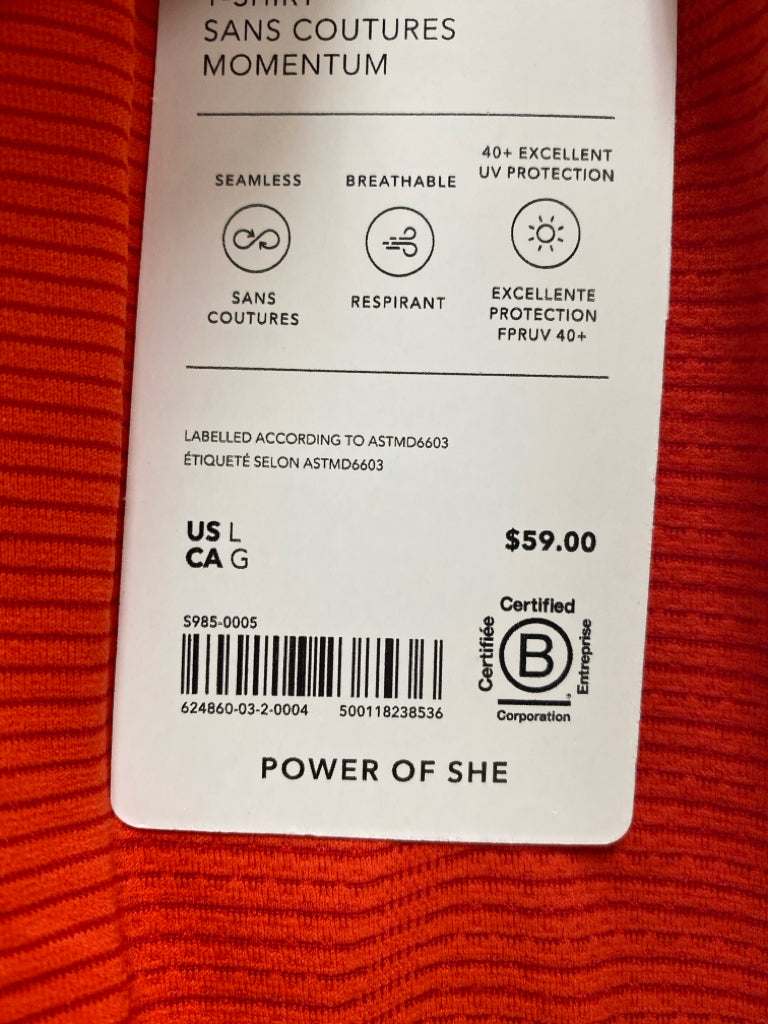 T-SHIRT
SANS COUTURES
MOMENTUM
SEAMLESS
SANS
COUTURES
BREATHABLE
RESPIRANT
40+ EXCELLENT
UV PROTECTION
EXCELLENTE
PROTECTION
FPRUV 40+
LABELLED ACCORDING TO ASTMD6603
ÉTIQUETÉ SELON ASTMD6603
US L
CA G
$59.00
S985-0005
624860-03-2-0004 500118238536
Certified
Certifiée
B
Entreprise
Corporation
POWER OF SHE